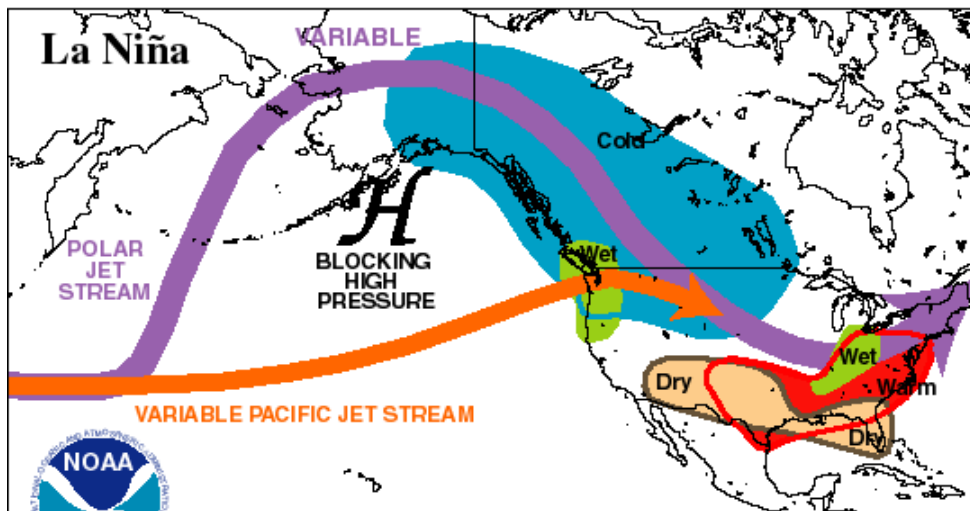 La Niña
VARIABLE
Cold
POLAR
JET
STREAM
H
BLOCKING
HIGH
PRESSURE
Wet
Wet
Dry
Warm
Dry
VARIABLE PACIFIC JET STREAM
NOAA